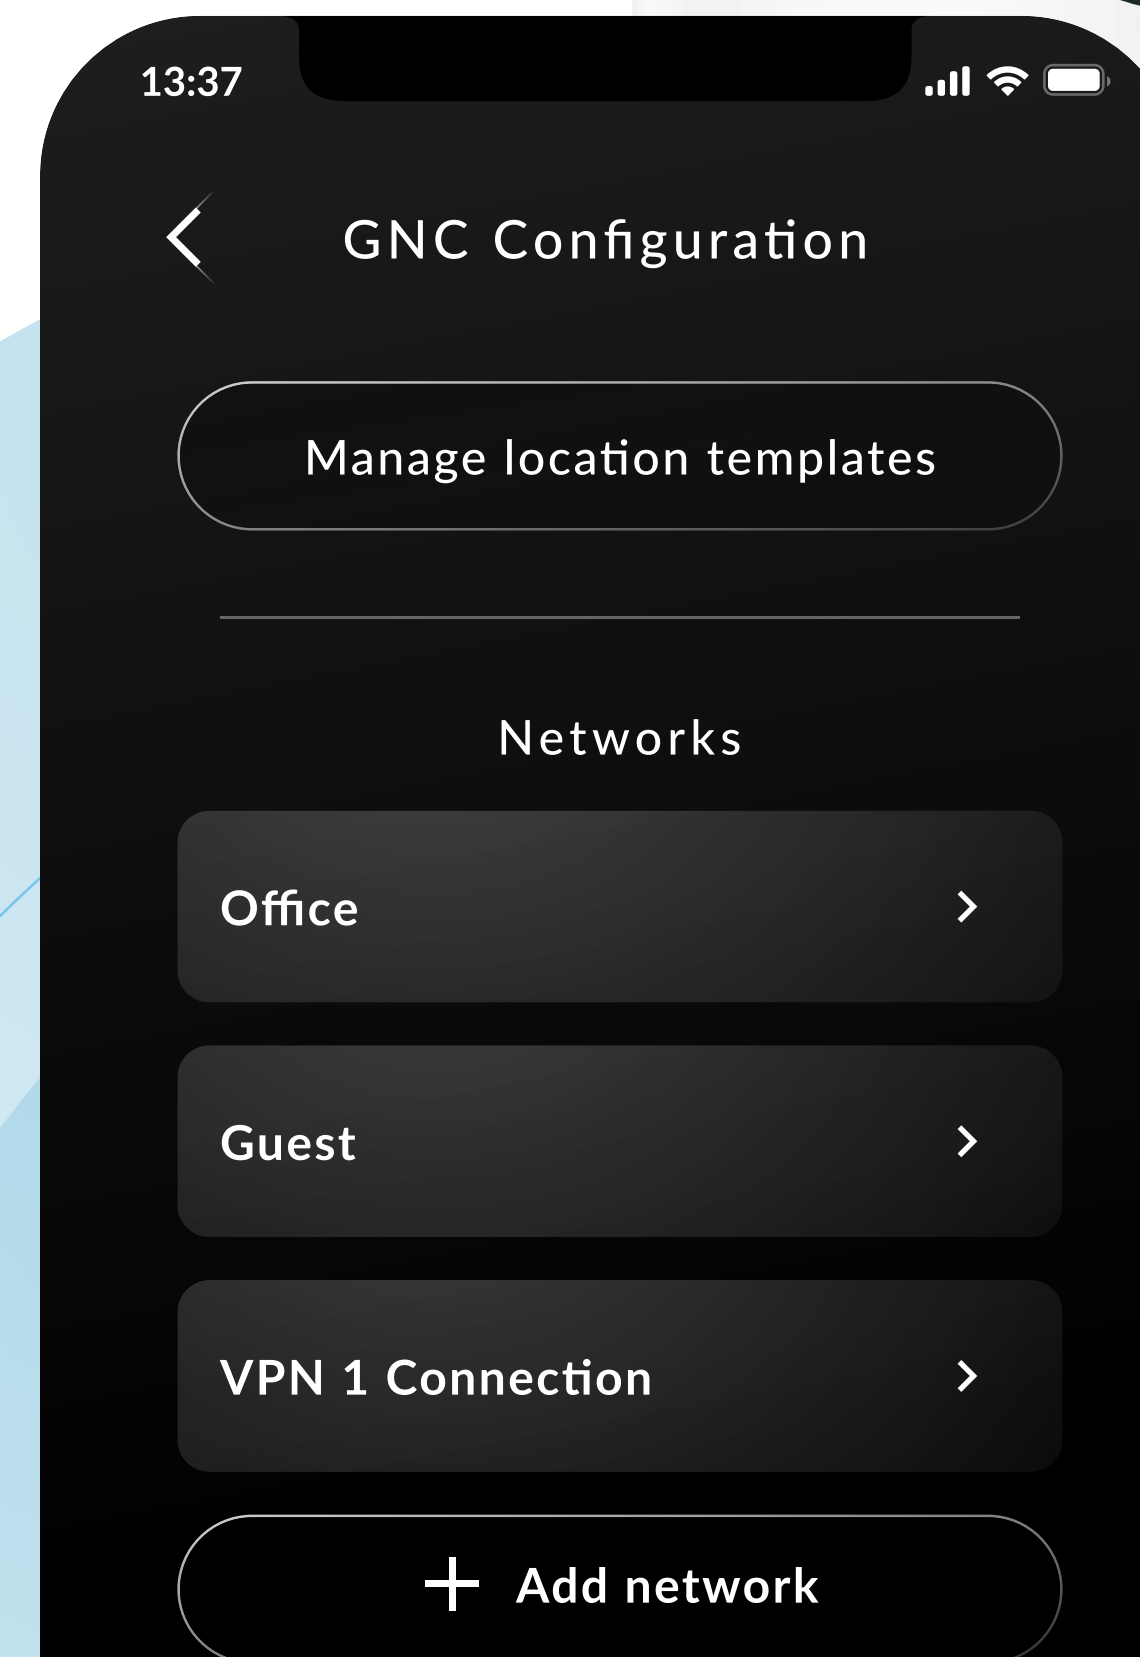 13:37
GNC Configuration
Manage location templates
Networks
Office
Guest
VPN 1 Connection
Add network